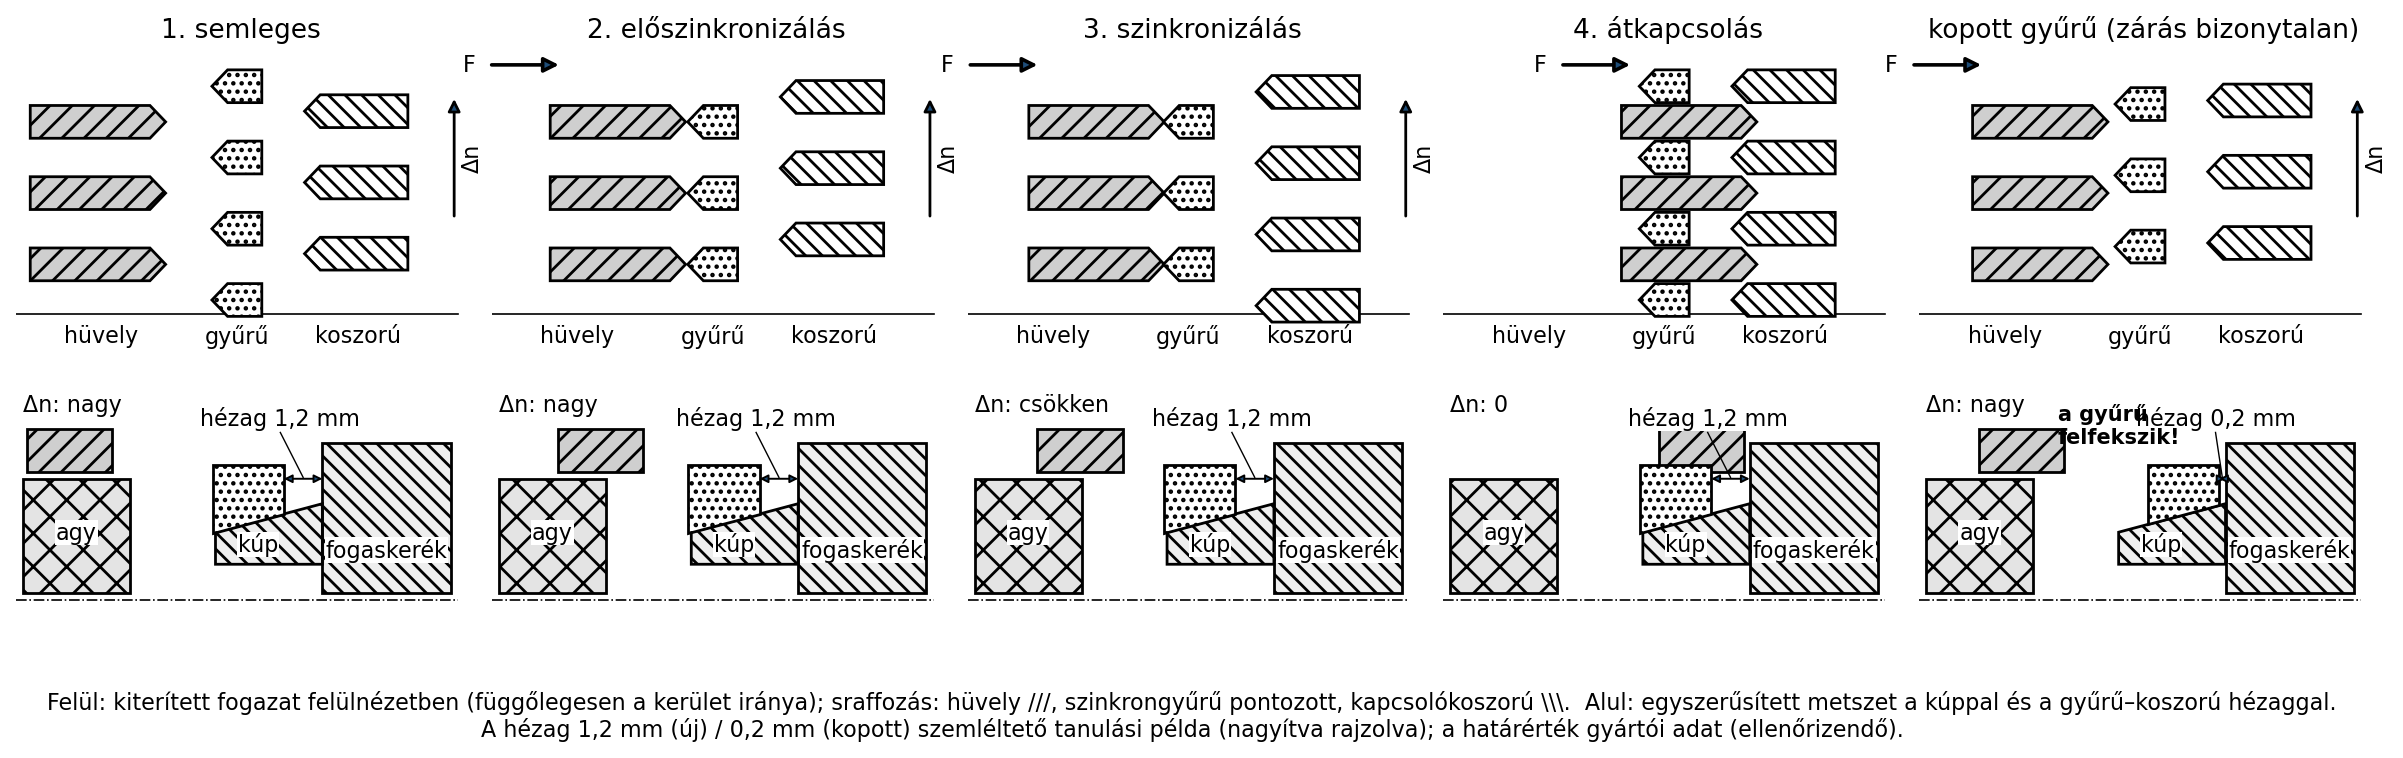 1. semleges
2. előszinkronizálás
3. szinkronizálás
4. átkapcsolás
kopott gyűrű (zárás bizonytalan)
F
F
F
F
Δn
Δn
Δn
Δn
hüvely gyűrű koszorú
hüvely gyűrű koszorú
hüvely gyűrű koszorú
hüvely gyűrű koszorú
hüvely gyűrű koszorú
Δn: nagy
hézag 1,2 mm
agy
kúp
fogaskerék
Δn: nagy
hézag 1,2 mm
agy
kúp
fogaskerék
Δn: csökken
hézag 1,2 mm
agy
kúp
fogaskerék
Δn: 0
hézag 1,2 mm
agy
kúp
fogaskerék
Δn: nagy
a gyűrű
felfekszik!
hézag 0,2 mm
agy
kúp
fogaskerék
Felül: kiterített fogazat felülnézetben (függőlegesen a kerület iránya); sraffozás: hüvely ///, szinkrongyűrű pontozott, kapcsolókoszorú \\\. Alul: egyszerűsített metszet a kúppal és a gyűrű–koszorú hézaggal.
A hézag 1,2 mm (új) / 0,2 mm (kopott) szemléltető tanulási példa (nagyítva rajzolva); a határérték gyártói adat (ellenőrizendő).